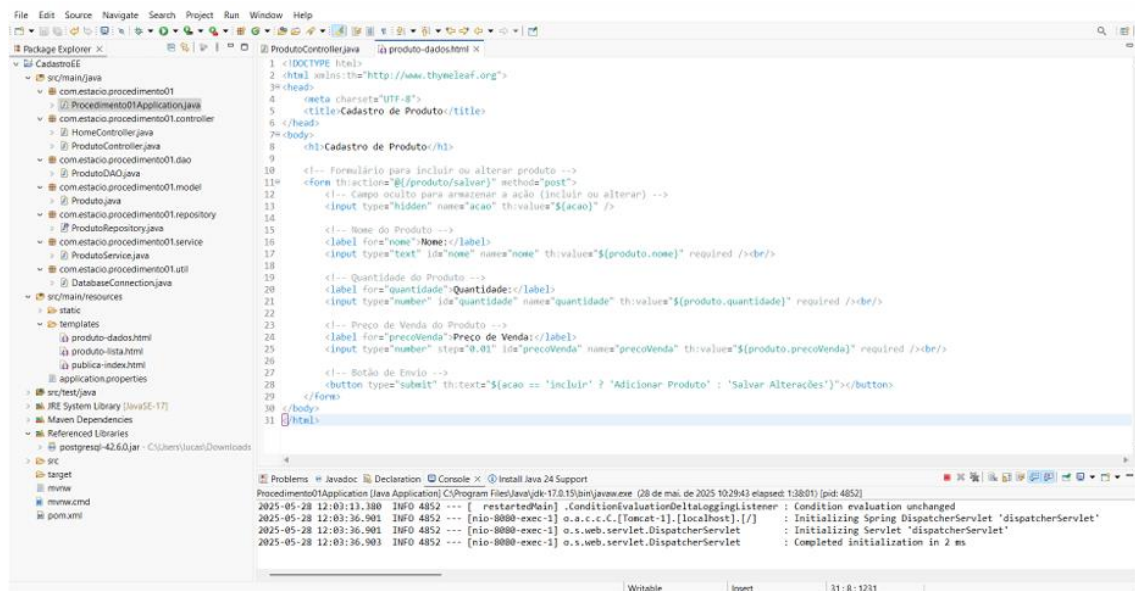 File Edit Source Navigate Search Project Run Window Help
Package Explorer ×
ProdutoController.java
produto-dados.html ×
CadastroEE
src/main/java
com.estacio.procedimento01
Procedimento01Application.java
com.estacio.procedimento01.controller
HomeController.java
ProdutoController.java
com.estacio.procedimento01.dao
ProdutoDAO.java
com.estacio.procedimento01.model
Produto.java
com.estacio.procedimento01.repository
ProdutoRepository.java
com.estacio.procedimento01.service
ProdutoService.java
com.estacio.procedimento01.util
DatabaseConnection.java
src/main/resources
static
templates
produto-dados.html
produto-lista.html
publica-index.html
application.properties
src/test/java
JRE System Library [JavaSE-17]
Maven Dependencies
Referenced Libraries
postgresql-42.6.0.jar - C:\Users\lucas\Downloads
src
target
mvnw
mvnw.cmd
pom.xml
1 <!DOCTYPE html>
2 <html xmlns:th="http://www.thymeleaf.org">
3 <head>
4 <meta charset="UTF-8">
5 <title>Cadastro de Produto</title>
6 </head>
7 <body>
8 <h1>Cadastro de Produto</h1>
9
10 <!-- Formulário para incluir ou alterar produto -->
11 <form th:action="@{/produto/salvar}" method="post">
12 <!-- Campo oculto para armazenar a ação (incluir ou alterar) -->
13 <input type="hidden" name="acao" th:value="${acao}" />
14
15 <!-- Nome do Produto -->
16 <label for="nome">Nome:</label>
17 <input type="text" id="nome" name="nome" th:value="${produto.nome}" required /><br/>
18
19 <!-- Quantidade do Produto -->
20 <label for="quantidade">Quantidade:</label>
21 <input type="number" id="quantidade" name="quantidade" th:value="${produto.quantidade}" required /><br/>
22
23 <!-- Preço de Venda do Produto -->
24 <label for="precoVenda">Preço de Venda:</label>
25 <input type="number" step="0.01" id="precoVenda" name="precoVenda" th:value="${produto.precoVenda}" required /><br/>
26
27 <!-- Botão de Envio -->
28 <button type="submit" th:text="${acao == 'incluir' ? 'Adicionar Produto' : 'Salvar Alterações'}"></button>
29 </form>
30 </body>
31 </html>
Problems Javadoc Declaration Console × Install Java 24 Support
Procedimento01Application [Java Application] C:\Program Files\Java\jdk-17.0.15\bin\javaw.exe (28 de mai. de 2025 10:29:43 elapsed: 1:38:01) [pid: 4852]
2025-05-28 12:03:13.380 INFO 4852 --- [ restartedMain] .ConditionEvaluationDeltaLoggingListener : Condition evaluation unchanged
2025-05-28 12:03:36.901 INFO 4852 --- [nio-8080-exec-1] o.a.c.c.C.[Tomcat-1].[localhost].[/] : Initializing Spring DispatcherServlet 'dispatcherServlet'
2025-05-28 12:03:36.901 INFO 4852 --- [nio-8080-exec-1] o.s.web.servlet.DispatcherServlet : Initializing Servlet 'dispatcherServlet'
2025-05-28 12:03:36.903 INFO 4852 --- [nio-8080-exec-1] o.s.web.servlet.DispatcherServlet : Completed initialization in 2 ms
Writable Insert 31 : 8 : 1231